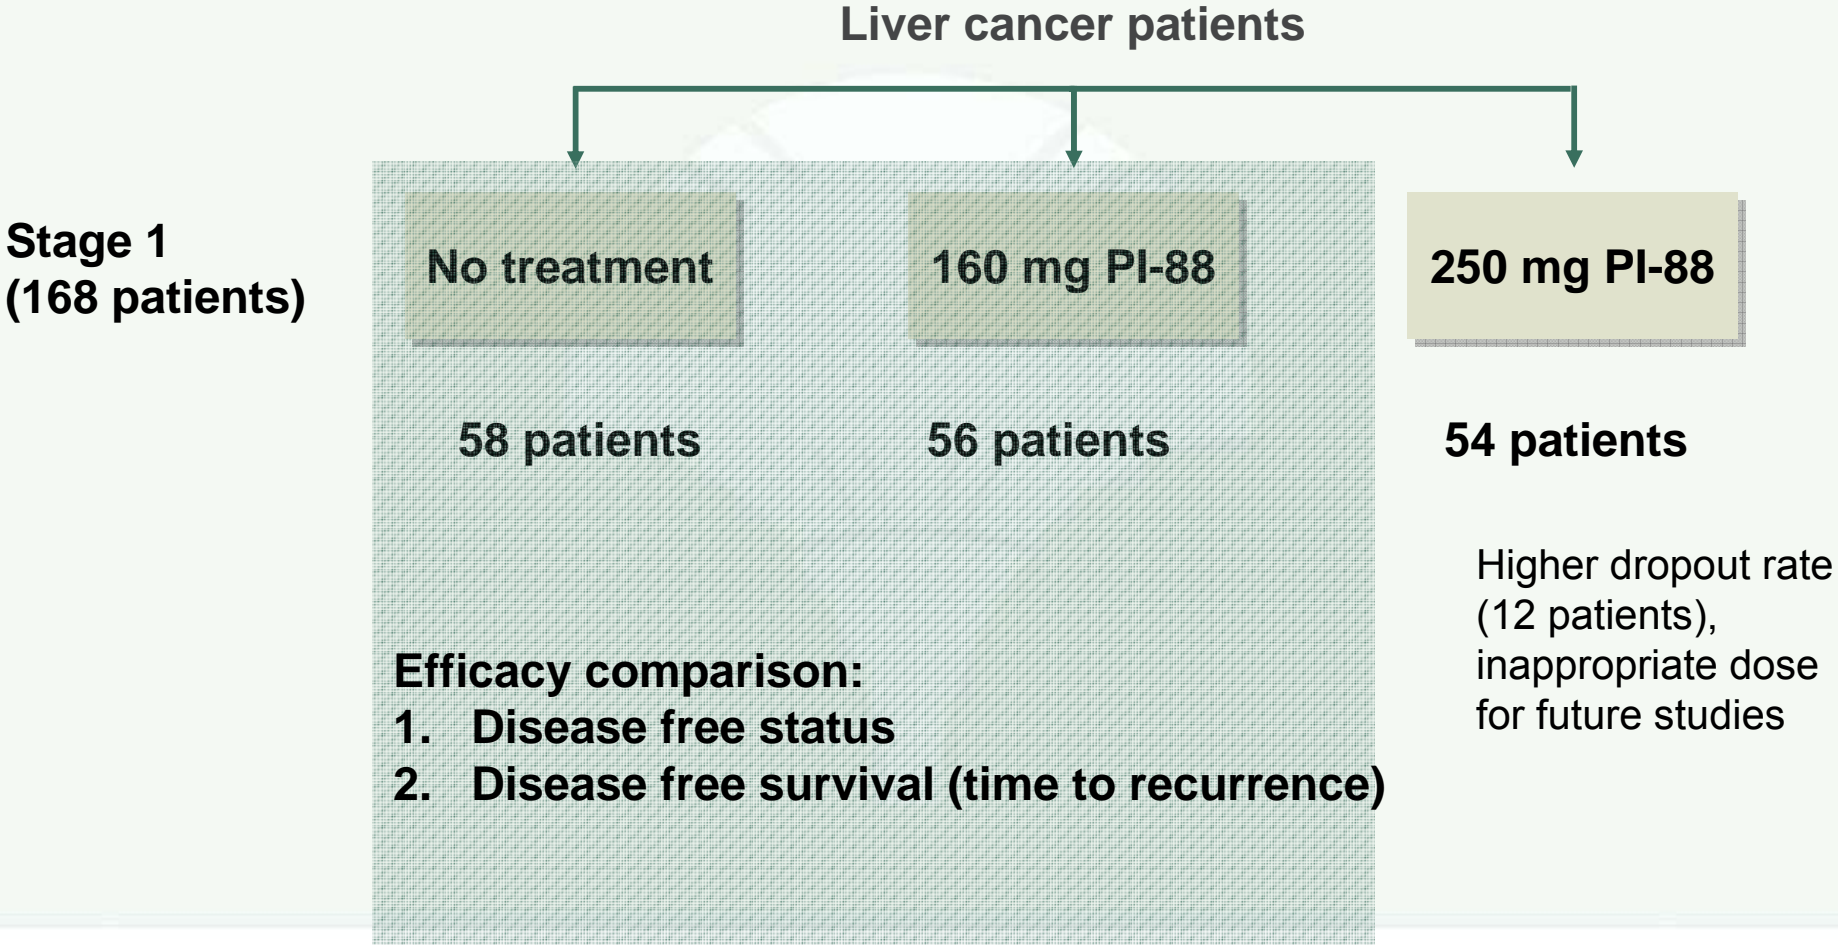 Liver cancer patients
Stage 1
(168 patients)
No treatment
160 mg PI-88
250 mg PI-88
58 patients
56 patients
54 patients
Higher dropout rate
(12 patients),
inappropriate dose
for future studies
Efficacy comparison:
1. Disease free status
2. Disease free survival (time to recurrence)